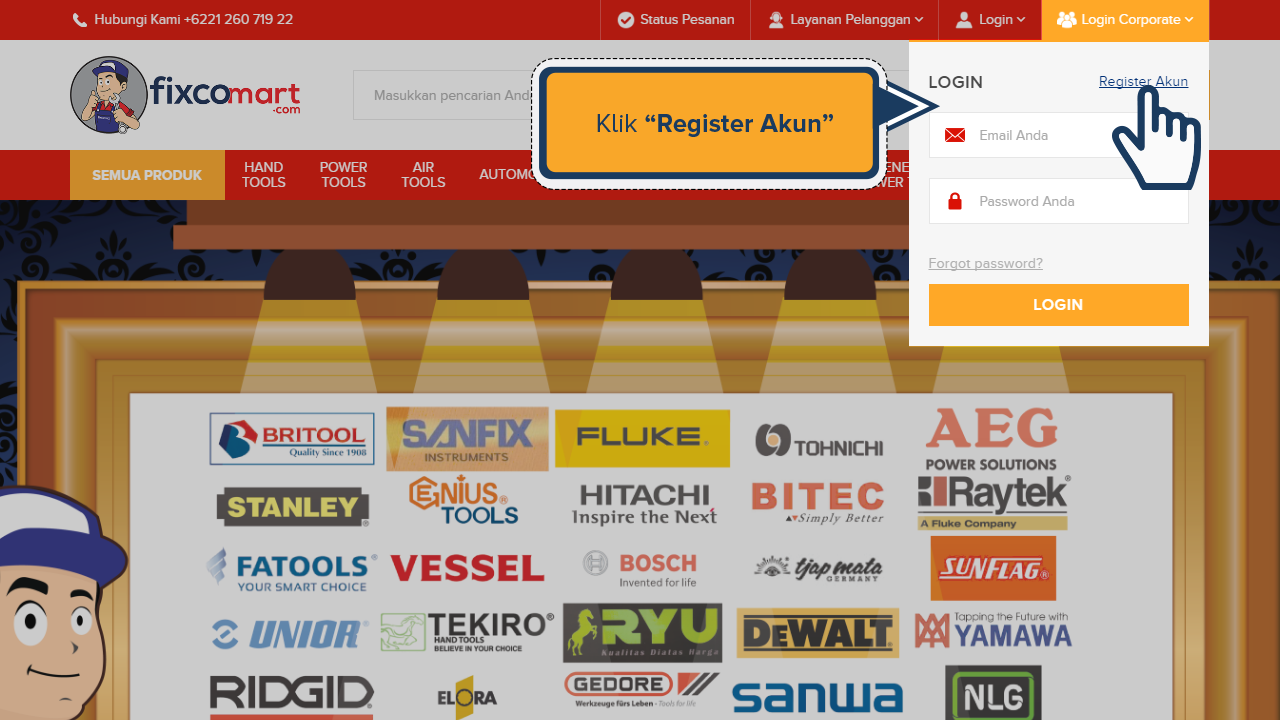 Hubungi Kami +6221 260 719 22
Status Pesanan
Layanan Pelanggan
Login
Login Corporate
fixcomart
.com
Masukkan pencarian And
Klik “Register Akun”
LOGIN
Register Akun
Email Anda
Password Anda
Forgot password?
LOGIN
SEMUA PRODUK
HAND
TOOLS
POWER
TOOLS
AIR
TOOLS
BRITOOL
Quality Since 1908
SANFIX
INSTRUMENTS
FLUKE®
TOHNICHI
AEG
POWER SOLUTIONS
STANLEY®
GENIUS®
TOOLS
HITACHI
Inspire the Next
BITEC
Simply Better
Raytek®
A Fluke Company
FATOOLS®
YOUR SMART CHOICE
VESSEL
BOSCH
Invented for life
tjap mata
GERMANY
SUNFLAG®
UNIOR®
TEKIRO®
HAND TOOLS
BELIEVE IN YOUR CHOICE
RYU
Kualitas Diatas Harga
DEWALT
Tapping the Future with
YAMAWA
RIDGID
ELORA
GEDORE
Werkzeuge fürs Leben - Tools for life
sanwa
NLG